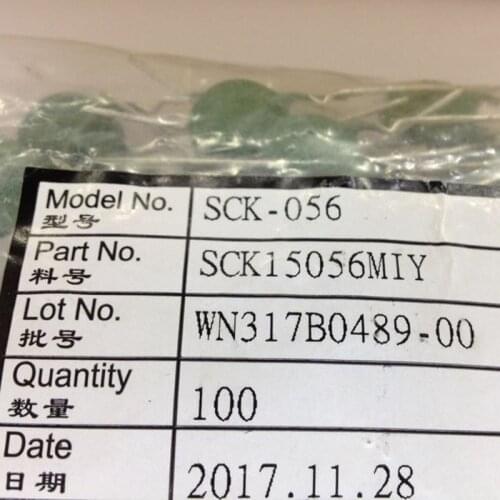 Model No. SCK-056
型号
Part No. SCK15056MIY
料号
Lot No. WN317B0489-00
批号
Quantity 100
数量
Date 2017.11.28
日期